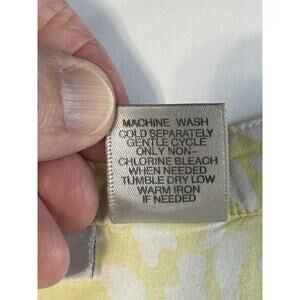 MACHINE WASH
COLD SEPARATELY
GENTLE CYCLE
ONLY NON-
CHLORINE BLEACH
WHEN NEEDED
TUMBLE DRY LOW
WARM IRON
IF NEEDED